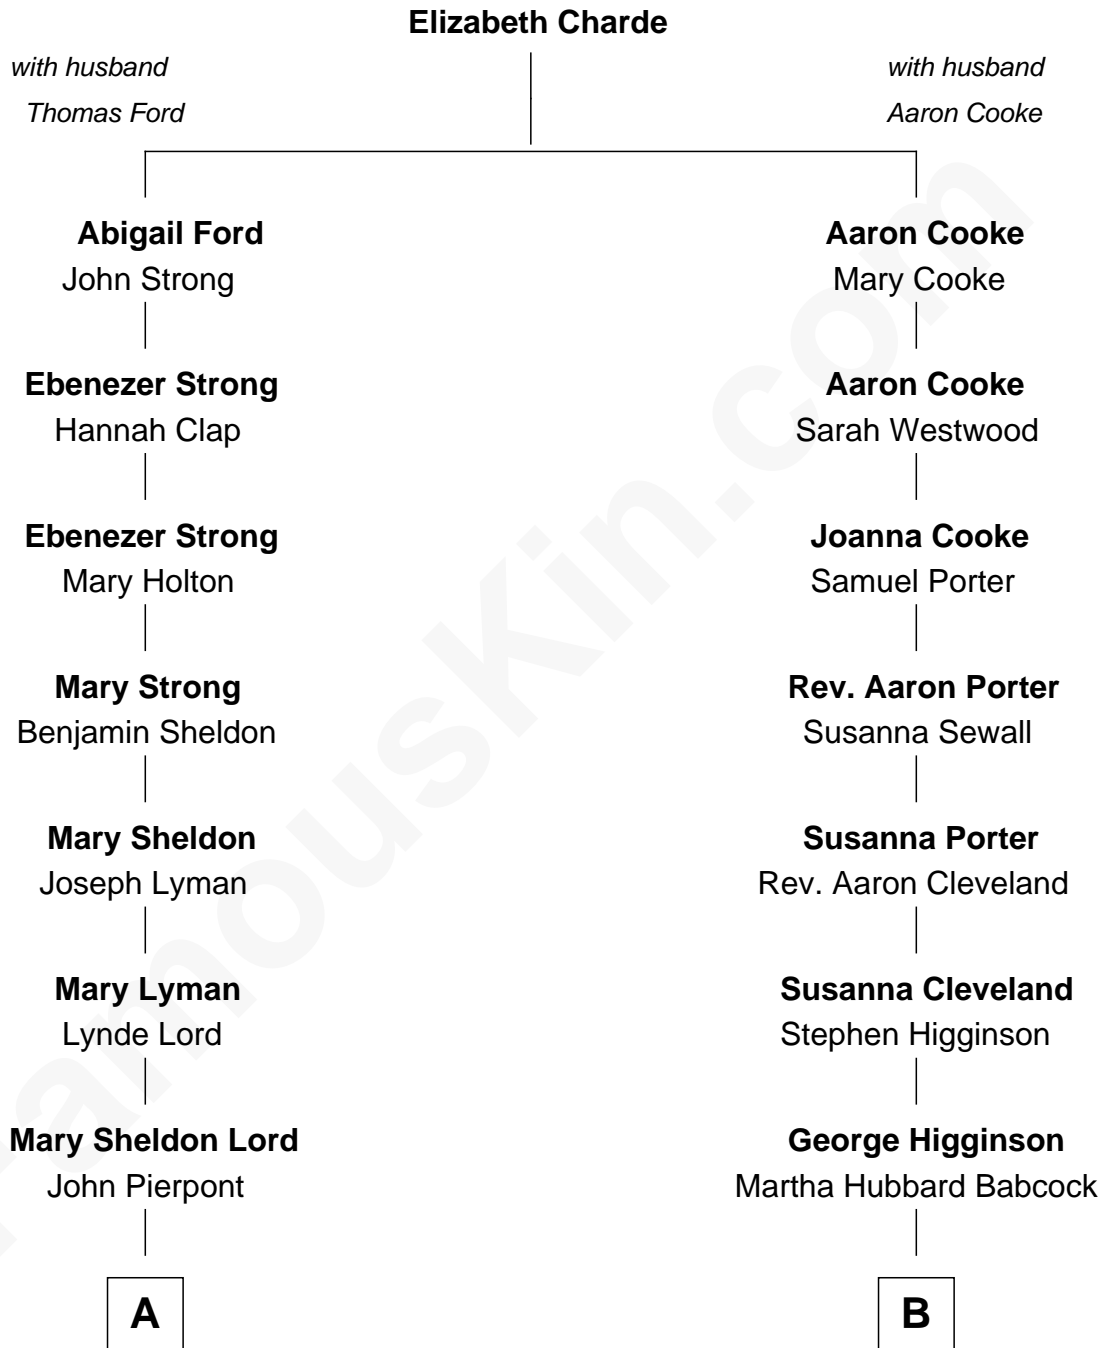 Elizabeth Charde
with husband
Thomas Ford
with husband
Aaron Cooke
Abigail Ford
John Strong
Aaron Cooke
Mary Cooke
Ebenezer Strong
Hannah Clap
Aaron Cooke
Sarah Westwood
Ebenezer Strong
Mary Holton
Joanna Cooke
Samuel Porter
Mary Strong
Benjamin Sheldon
Rev. Aaron Porter
Susanna Sewall
Mary Sheldon
Joseph Lyman
Susanna Porter
Rev. Aaron Cleveland
Mary Lyman
Lynde Lord
Susanna Cleveland
Stephen Higginson
Mary Sheldon Lord
John Pierpont
George Higginson
Martha Hubbard Babcock
A
B
FamousKin.com